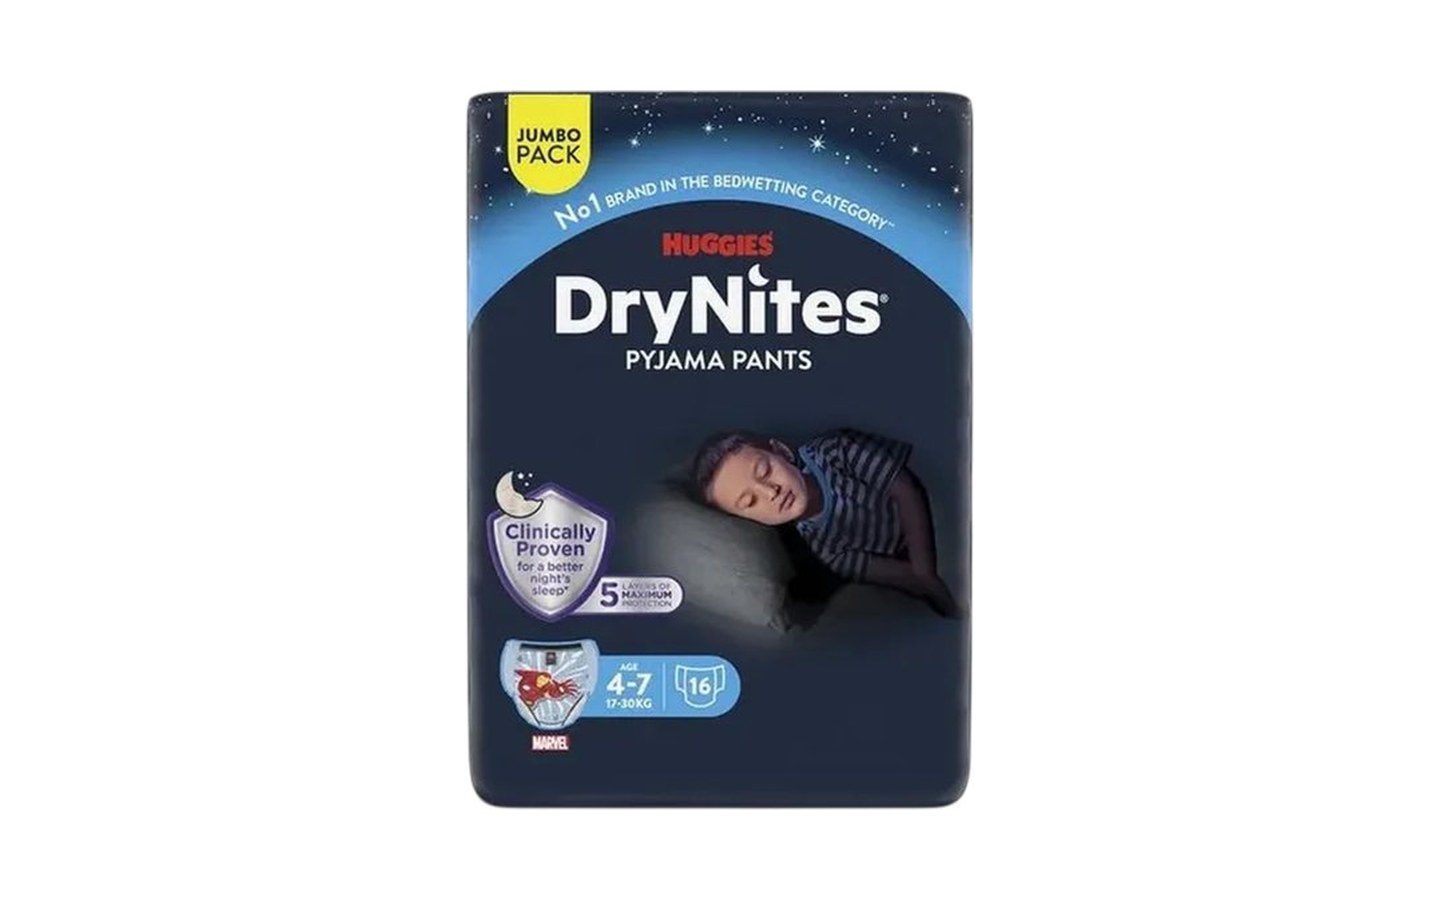 JUMBO
PACK
No1 BRAND IN THE BEDWETTING CATEGORY
HUGGIES
DryNites®
PYJAMA PANTS
Clinically
Proven
for a better
night's
sleep*
5 LAYERS OF
MAXIMUM
PROTECTION
AGE
4-7
17-30KG
16
MARVEL